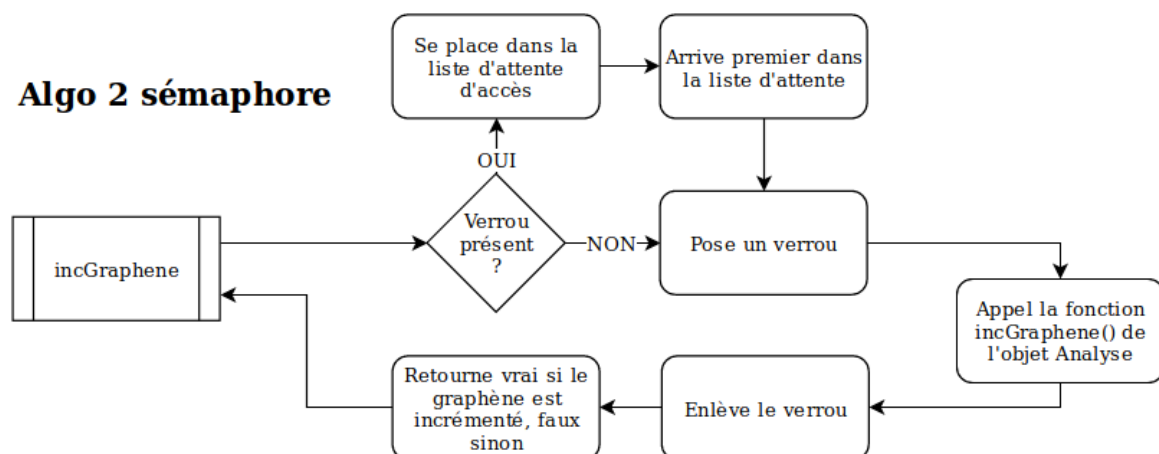 Algo 2 sémaphore
Se place dans la
liste d'attente
d'accès
Arrive premier dans
la liste d'attente
OUI
incGraphene
Verrou
présent
?
NON
Pose un verrou
Appel la fonction
incGraphene() de
l'objet Analyse
Enlève le verrou
Retourne vrai si le
graphène est
incrémenté, faux
sinon